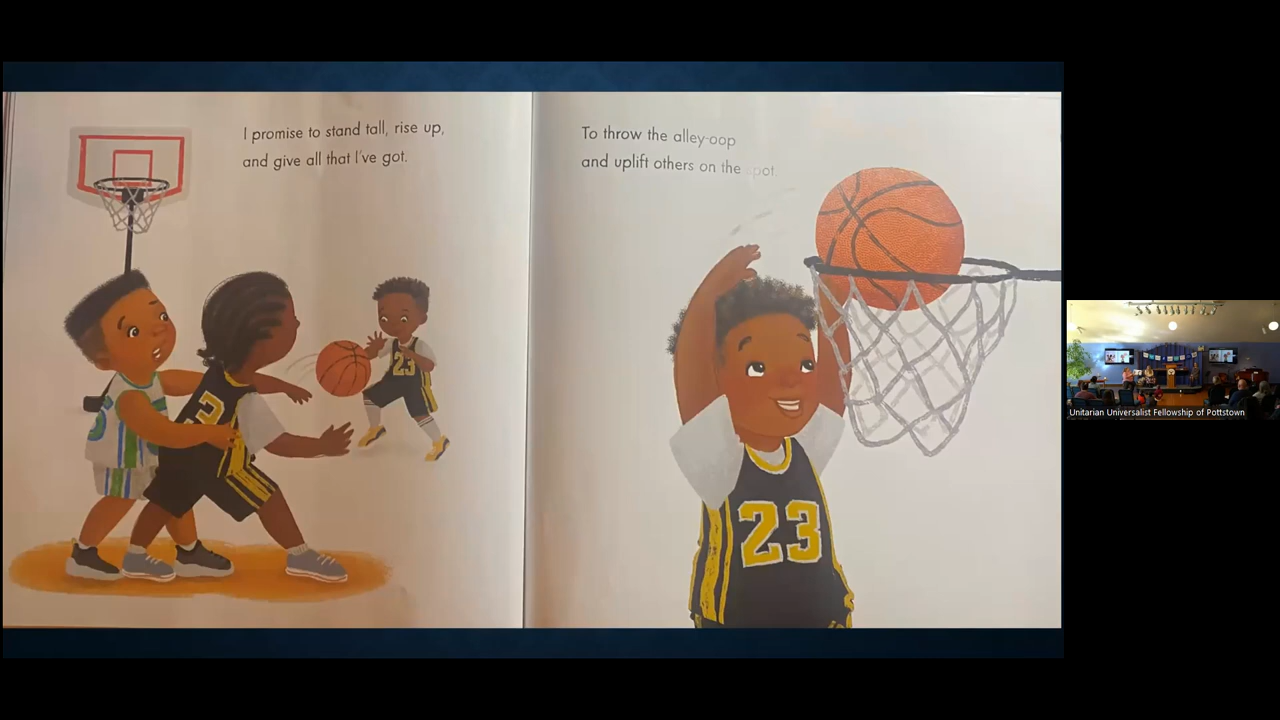 I promise to stand tall, rise up,
and give all that I've got.
To throw the alley-oop
and uplift others on the spot.
23
23
Unitarian Universalist Fellowship of Pottstown